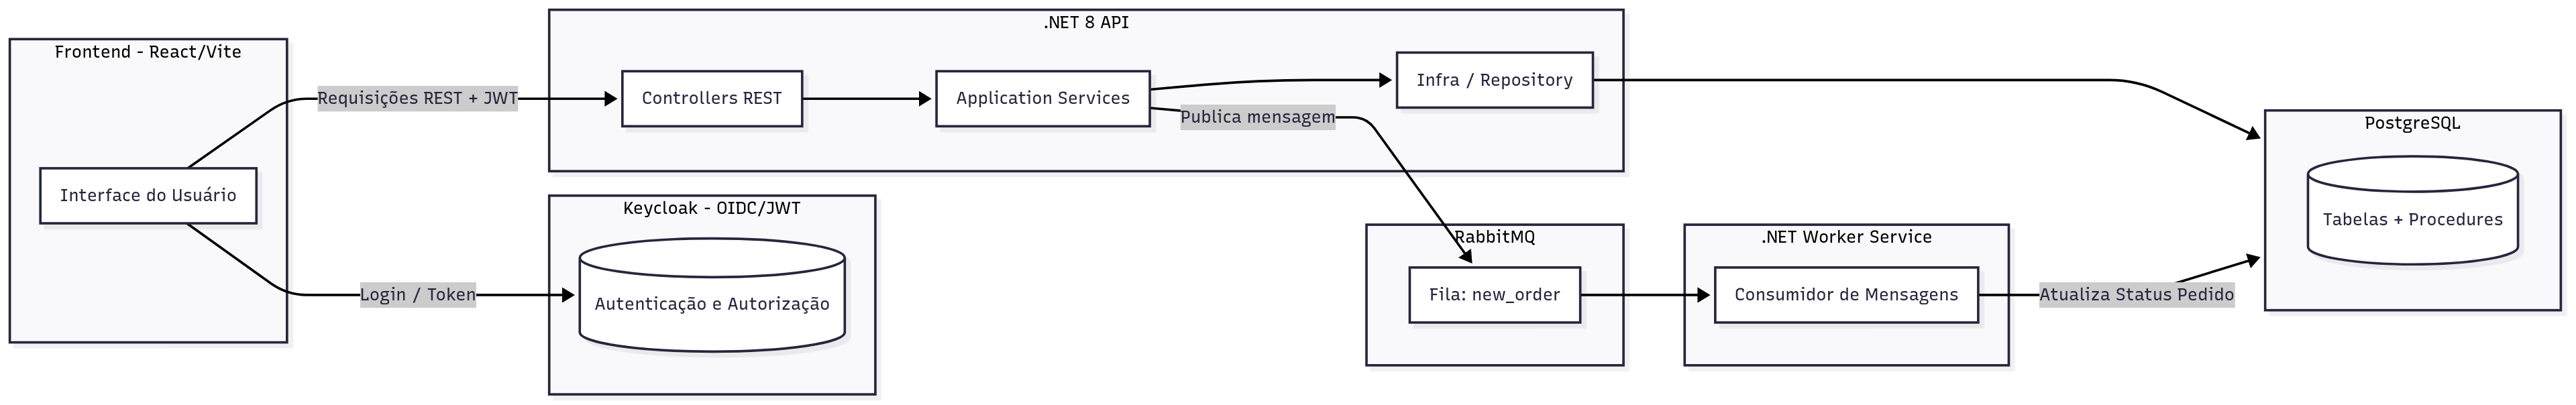 Frontend - React/Vite
Interface do Usuário
Requisições REST + JWT
Login / Token
.NET 8 API
Controllers REST
Application Services
Infra / Repository
Publica mensagem
Keycloak - OIDC/JWT
Autenticação e Autorização
RabbitMQ
Fila: new_order
.NET Worker Service
Consumidor de Mensagens
Atualiza Status Pedido
PostgreSQL
Tabelas + Procedures